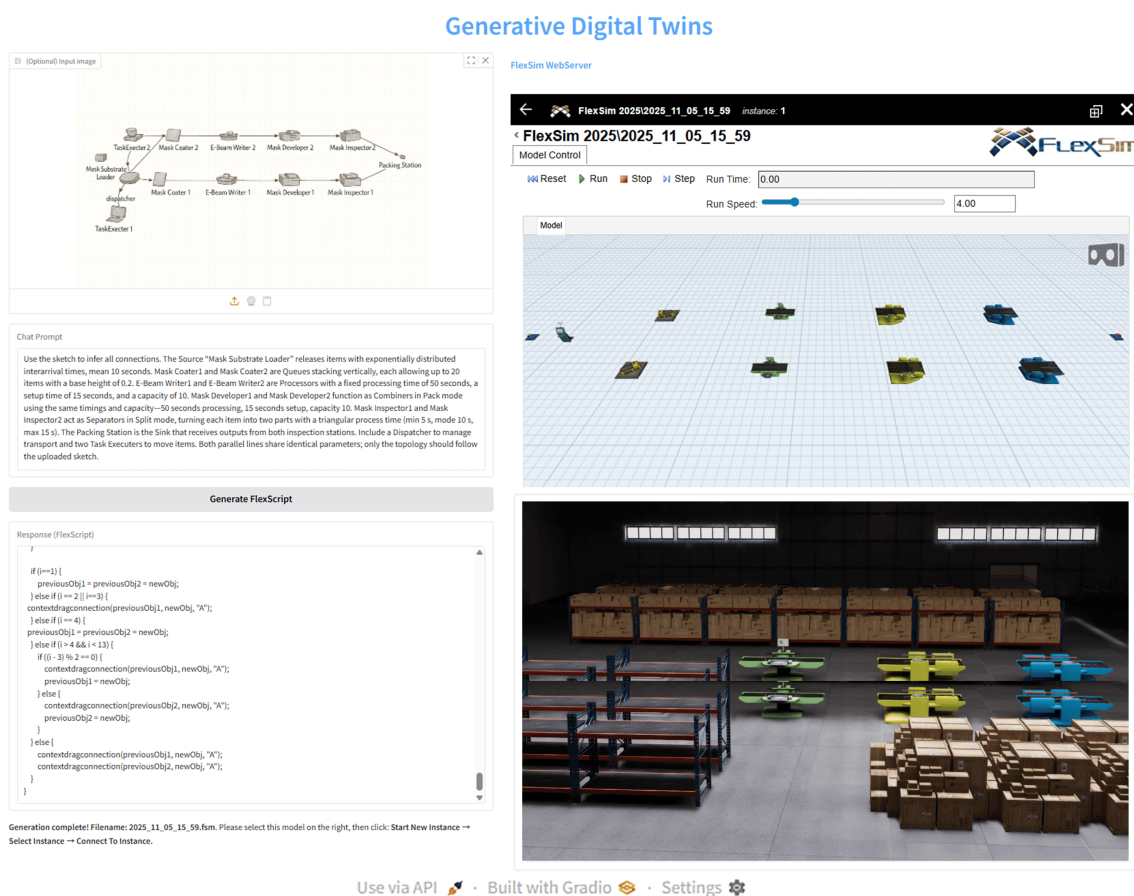 Generative Digital Twins
(Optional) Input image
TaskExecter 2
Mask Coater 2
E-Beam Writer 2
Mask Developer 2
Mask Inspector 2
Packing Station
Mask Substrate
Loader
dispatcher
Mask Coater 1
E-Beam Writer 1
Mask Developer1
Mask Inspector1
TaskExecter 1
Chat Prompt
Use the sketch to infer all connections. The Source “Mask Substrate Loader” releases items with exponentially distributed
interarrival times, mean 10 seconds. Mask Coater1 and Mask Coater2 are Queues stacking vertically, each allowing up to 20
items with a base height of 0.2. E-Beam Writer1 and E-Beam Writer2 are Processors with a fixed processing time of 50 seconds, a
setup time of 15 seconds, and a capacity of 10. Mask Developer1 and Mask Developer2 function as Combiners in Pack mode
using the same timings and capacity—50 seconds processing, 15 seconds setup, capacity 10. Mask Inspector1 and Mask
Inspector2 act as Separators in Split mode, turning each item into two parts with a triangular process time (min 5 s, mode 10 s,
max 15 s). The Packing Station is the Sink that receives outputs from both inspection stations. Include a Dispatcher to manage
transport and two Task Executers to move items. Both parallel lines share identical parameters; only the topology should follow
the uploaded sketch.
Generate FlexScript
Response (FlexScript)
}
if (i==1) {
previousObj1 = previousObj2 = newObj;
} else if (i == 2 || i==3) {
contextdragconnection(previousObj1, newObj, "A");
} else if (i == 4) {
previousObj1 = previousObj2 = newObj;
} else if (i > 4 && i < 13) {
if ((i - 3) % 2 == 0) {
contextdragconnection(previousObj1, newObj, "A");
previousObj1 = newObj;
} else {
contextdragconnection(previousObj2, newObj, "A");
previousObj2 = newObj;
}
} else {
contextdragconnection(previousObj1, newObj, "A");
contextdragconnection(previousObj2, newObj, "A");
}
}
Generation complete! Filename: 2025_11_05_15_59.fsm. Please select this model on the right, then click: Start New Instance →
Select Instance → Connect To Instance.
FlexSim WebServer
FlexSim 2025\2025_11_05_15_59 instance: 1
FlexSim 2025\2025_11_05_15_59
FlexSim
Model Control
Reset Run Stop Step Run Time: 0.00
Run Speed: 4.00
Model
Use via API · Built with Gradio · Settings